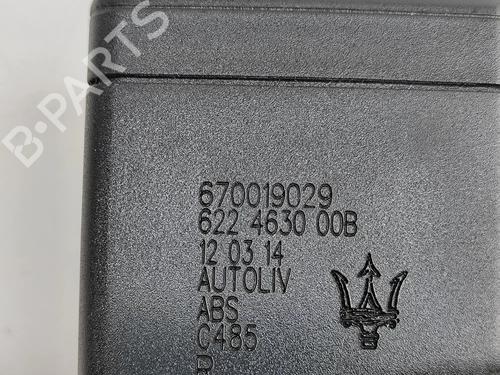 B-PARTS
670019029
622 4630 00B
12 03 14
AUTOLIV
ABS
C485